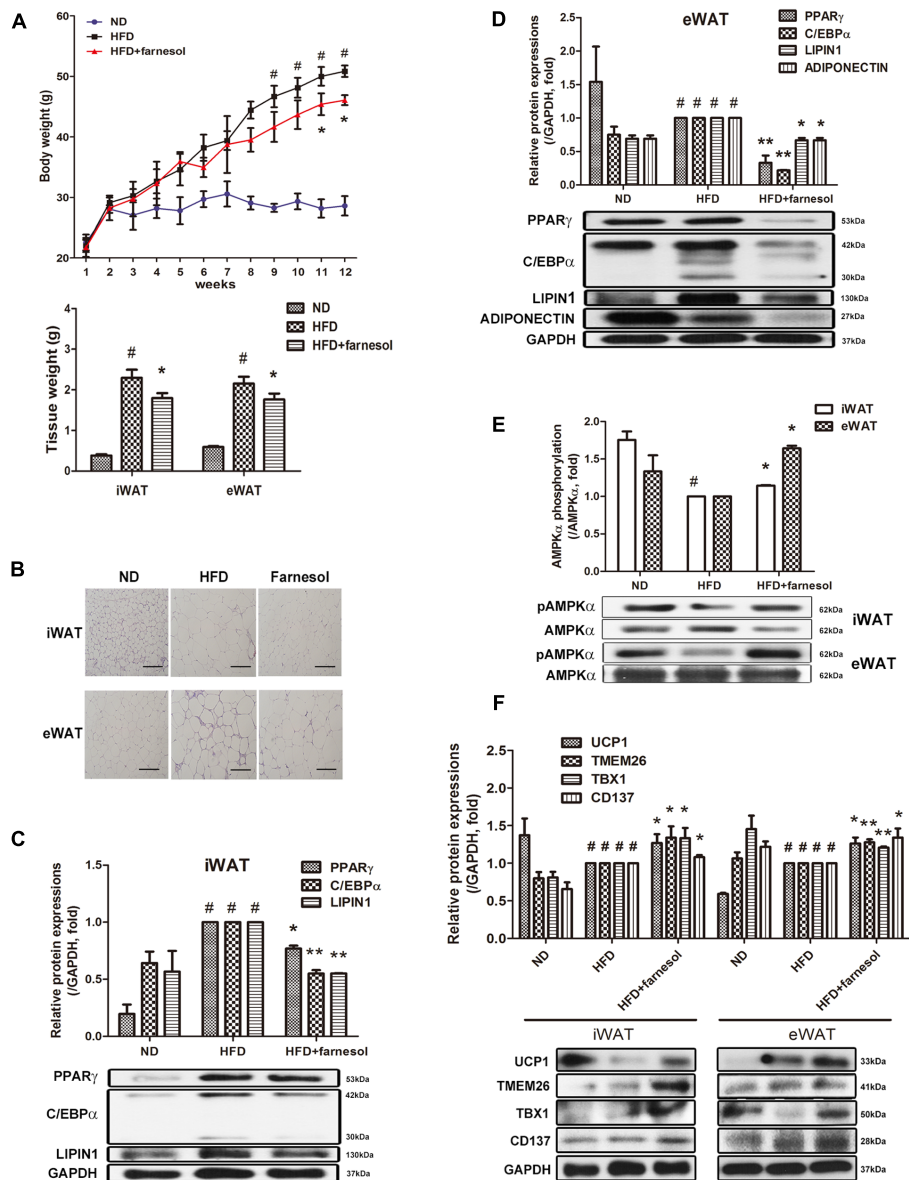 A
ND
HFD
HFD+farnesol
Body weight (g)
60
50
40
30
20
# # # #
* *
1 2 3 4 5 6 7 8 9 10 11 12
weeks
ND
HFD
HFD+farnesol
Tissue weight (g)
4
3
2
1
0
# * # *
iWAT eWAT
B
ND HFD Farnesol
iWAT
eWAT
C
iWAT
PPARγ
C/EBPα
LIPIN1
Relative protein expressions
(/GAPDH, fold)
1.5
1.0
0.5
0.0
# # # * ** **
ND HFD HFD+farnesol
PPARγ 53kDa
C/EBPα 42kDa
30kDa
LIPIN1 130kDa
GAPDH 37kDa
D
eWAT
PPARγ
C/EBPα
LIPIN1
ADIPONECTIN
Relative protein expressions
(/GAPDH, fold)
2.5
2.0
1.5
1.0
0.5
0.0
# # # # ** ** * *
ND HFD HFD+farnesol
PPARγ 53kDa
C/EBPα 42kDa
30kDa
LIPIN1 130kDa
ADIPONECTIN 27kDa
GAPDH 37kDa
E
iWAT
eWAT
AMPKα phosphorylation
(/AMPKα, fold)
2.0
1.5
1.0
0.5
0.0
# * *
ND HFD HFD+farnesol
pAMPKα 62kDa
AMPKα 62kDa
iWAT
pAMPKα 62kDa
AMPKα 62kDa
eWAT
F
UCP1
TMEM26
TBX1
CD137
Relative protein expressions
(/GAPDH, fold)
2.5
2.0
1.5
1.0
0.5
0.0
# # # # * * * * # # # # * ** ** *
ND HFD HFD+farnesol ND HFD HFD+farnesol
iWAT eWAT
UCP1 33kDa
TMEM26 41kDa
TBX1 50kDa
CD137 28kDa
GAPDH 37kDa